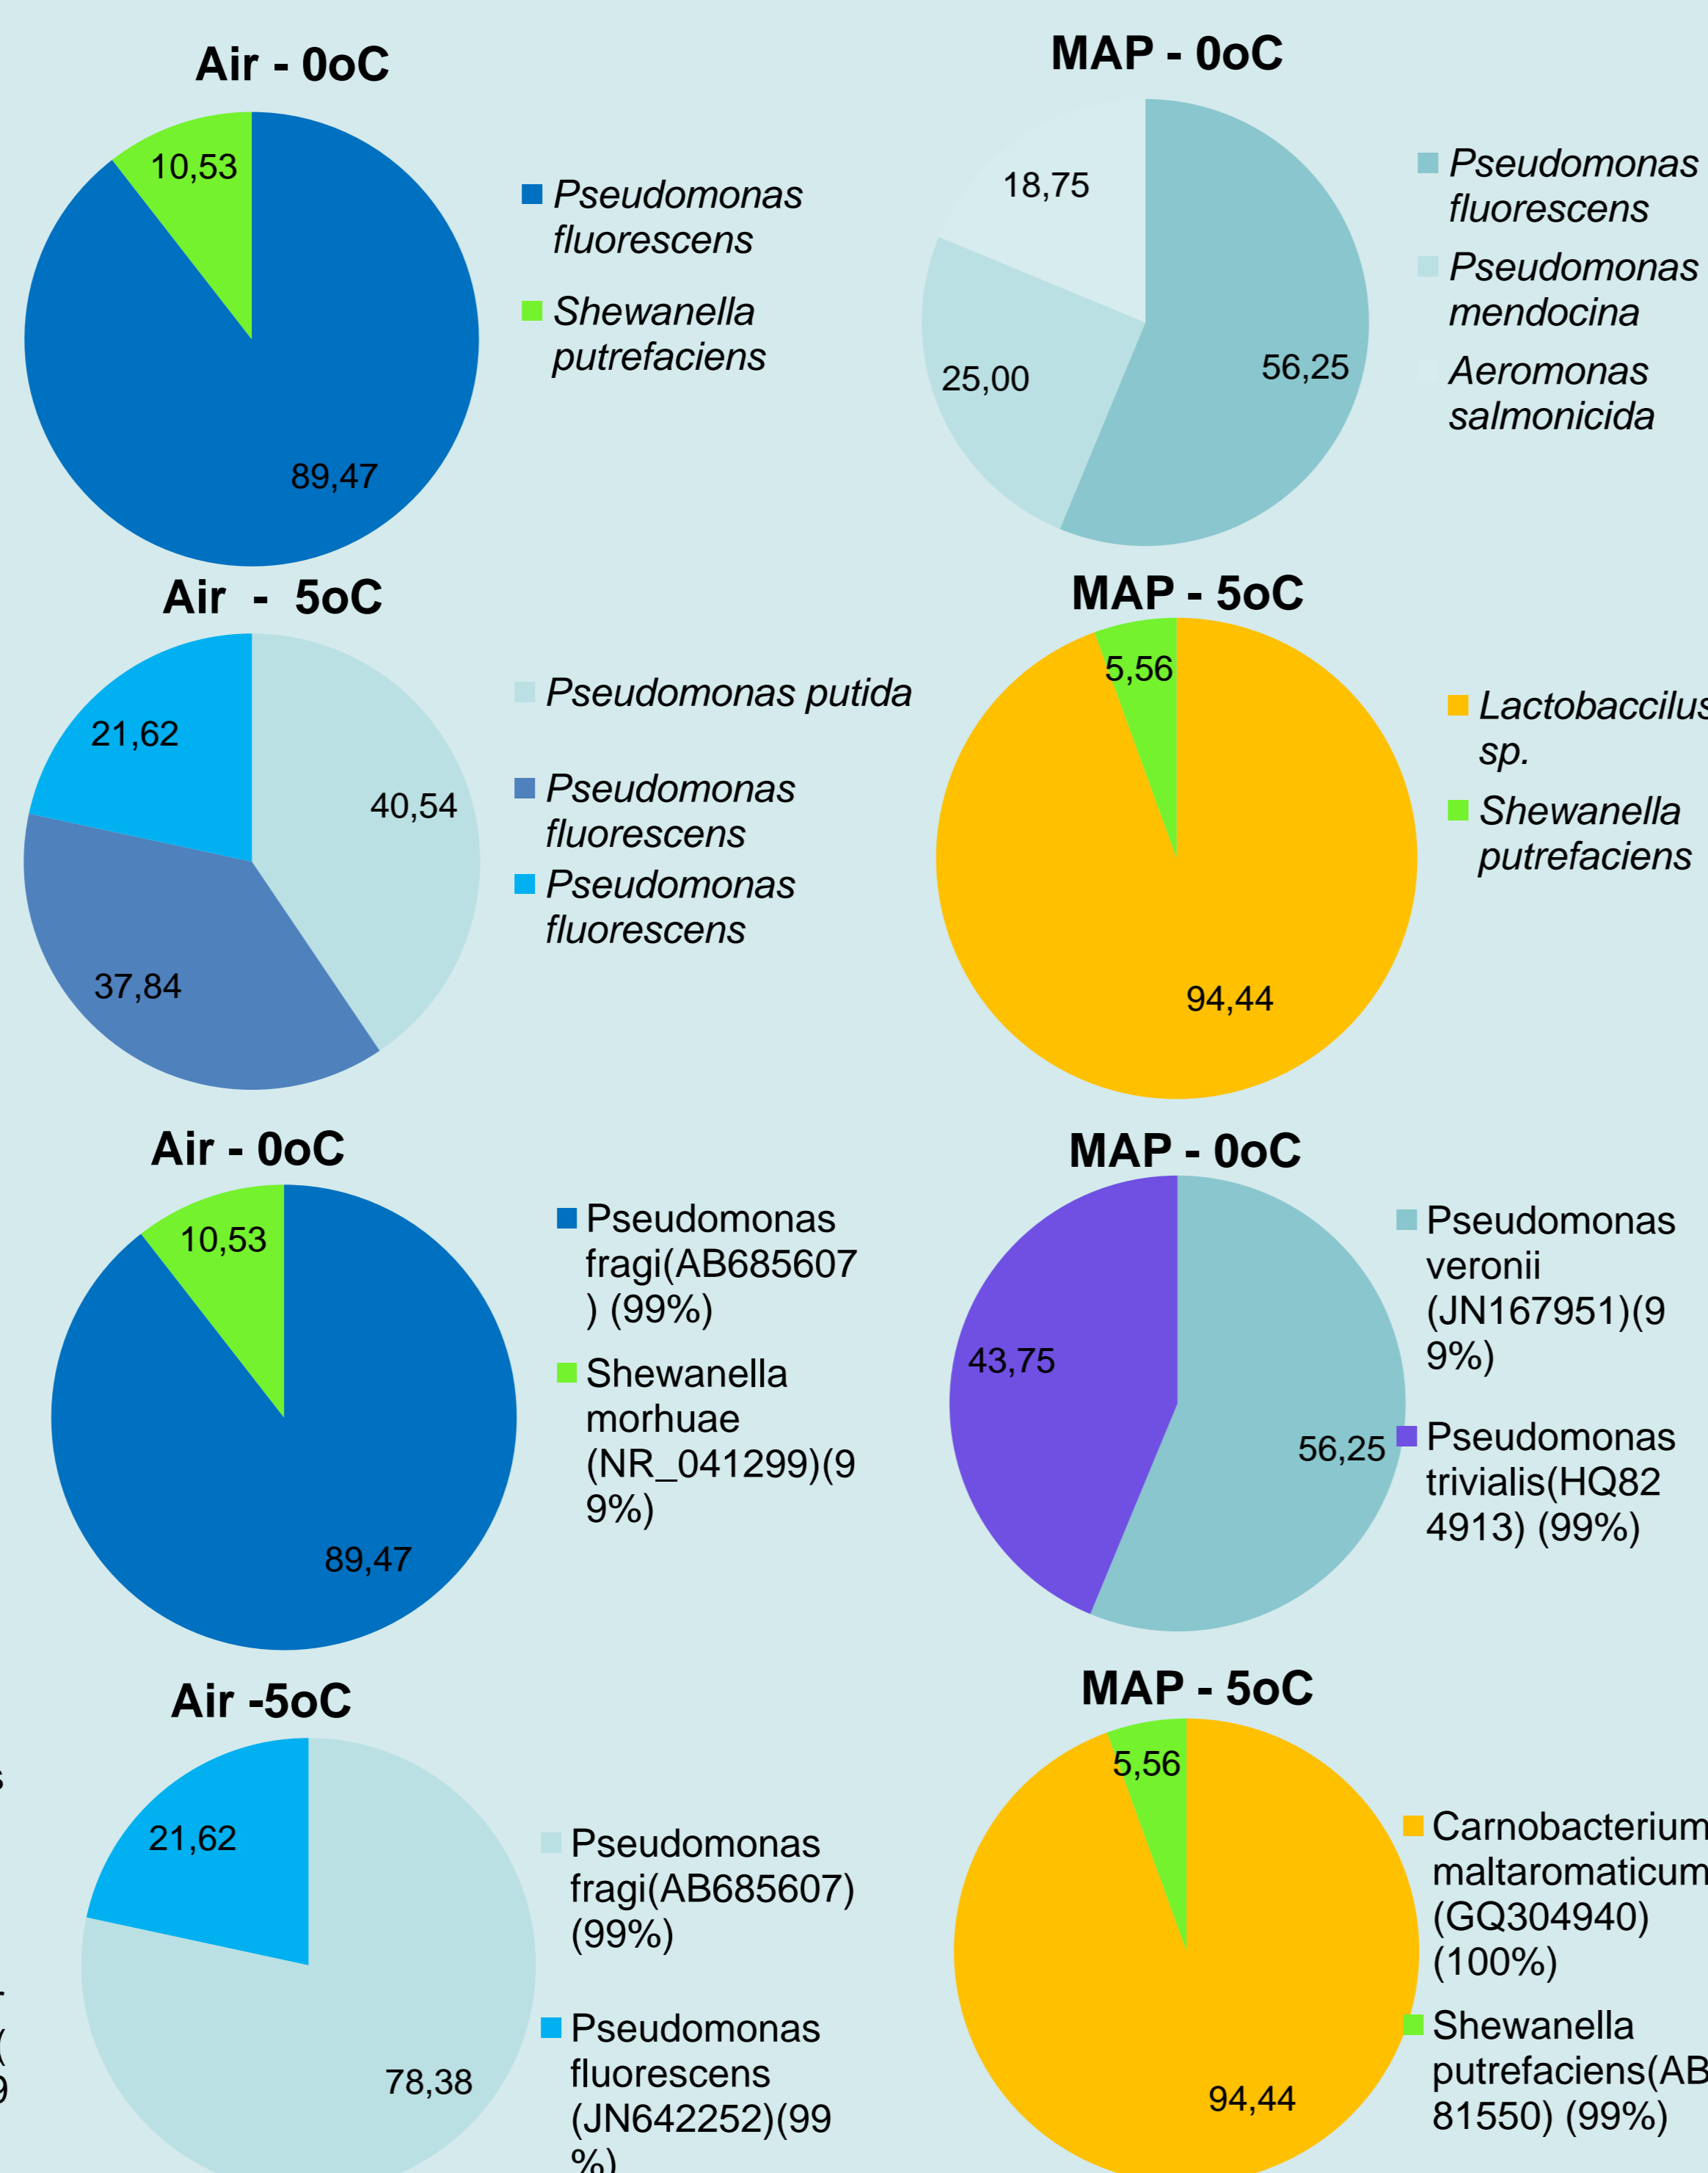 Air - 0oC
10,53
89,47
Pseudomonas
fluorescens
Shewanella
putrefaciens
MAP - 0oC
18,75
25,00
56,25
Pseudomonas
fluorescens
Pseudomonas
mendocina
Aeromonas
salmonicida
Air - 5oC
21,62
40,54
37,84
Pseudomonas putida
Pseudomonas
fluorescens
Pseudomonas
fluorescens
MAP - 5oC
5,56
94,44
Lactobaccilus
sp.
Shewanella
putrefaciens
Air - 0oC
10,53
89,47
Pseudomonas
fragi(AB685607
) (99%)
Shewanella
morhuae
(NR_041299)(9
9%)
MAP - 0oC
43,75
56,25
Pseudomonas
veronii
(JN167951)(9
9%)
Pseudomonas
trivialis(HQ82
4913) (99%)
Air -5oC
21,62
78,38
Pseudomonas
fragi(AB685607)
(99%)
Pseudomonas
fluorescens
(JN642252)(99
%)
MAP - 5oC
5,56
94,44
Carnobacterium
maltaromaticum
(GQ304940)
(100%)
Shewanella
putrefaciens(AB
81550) (99%)